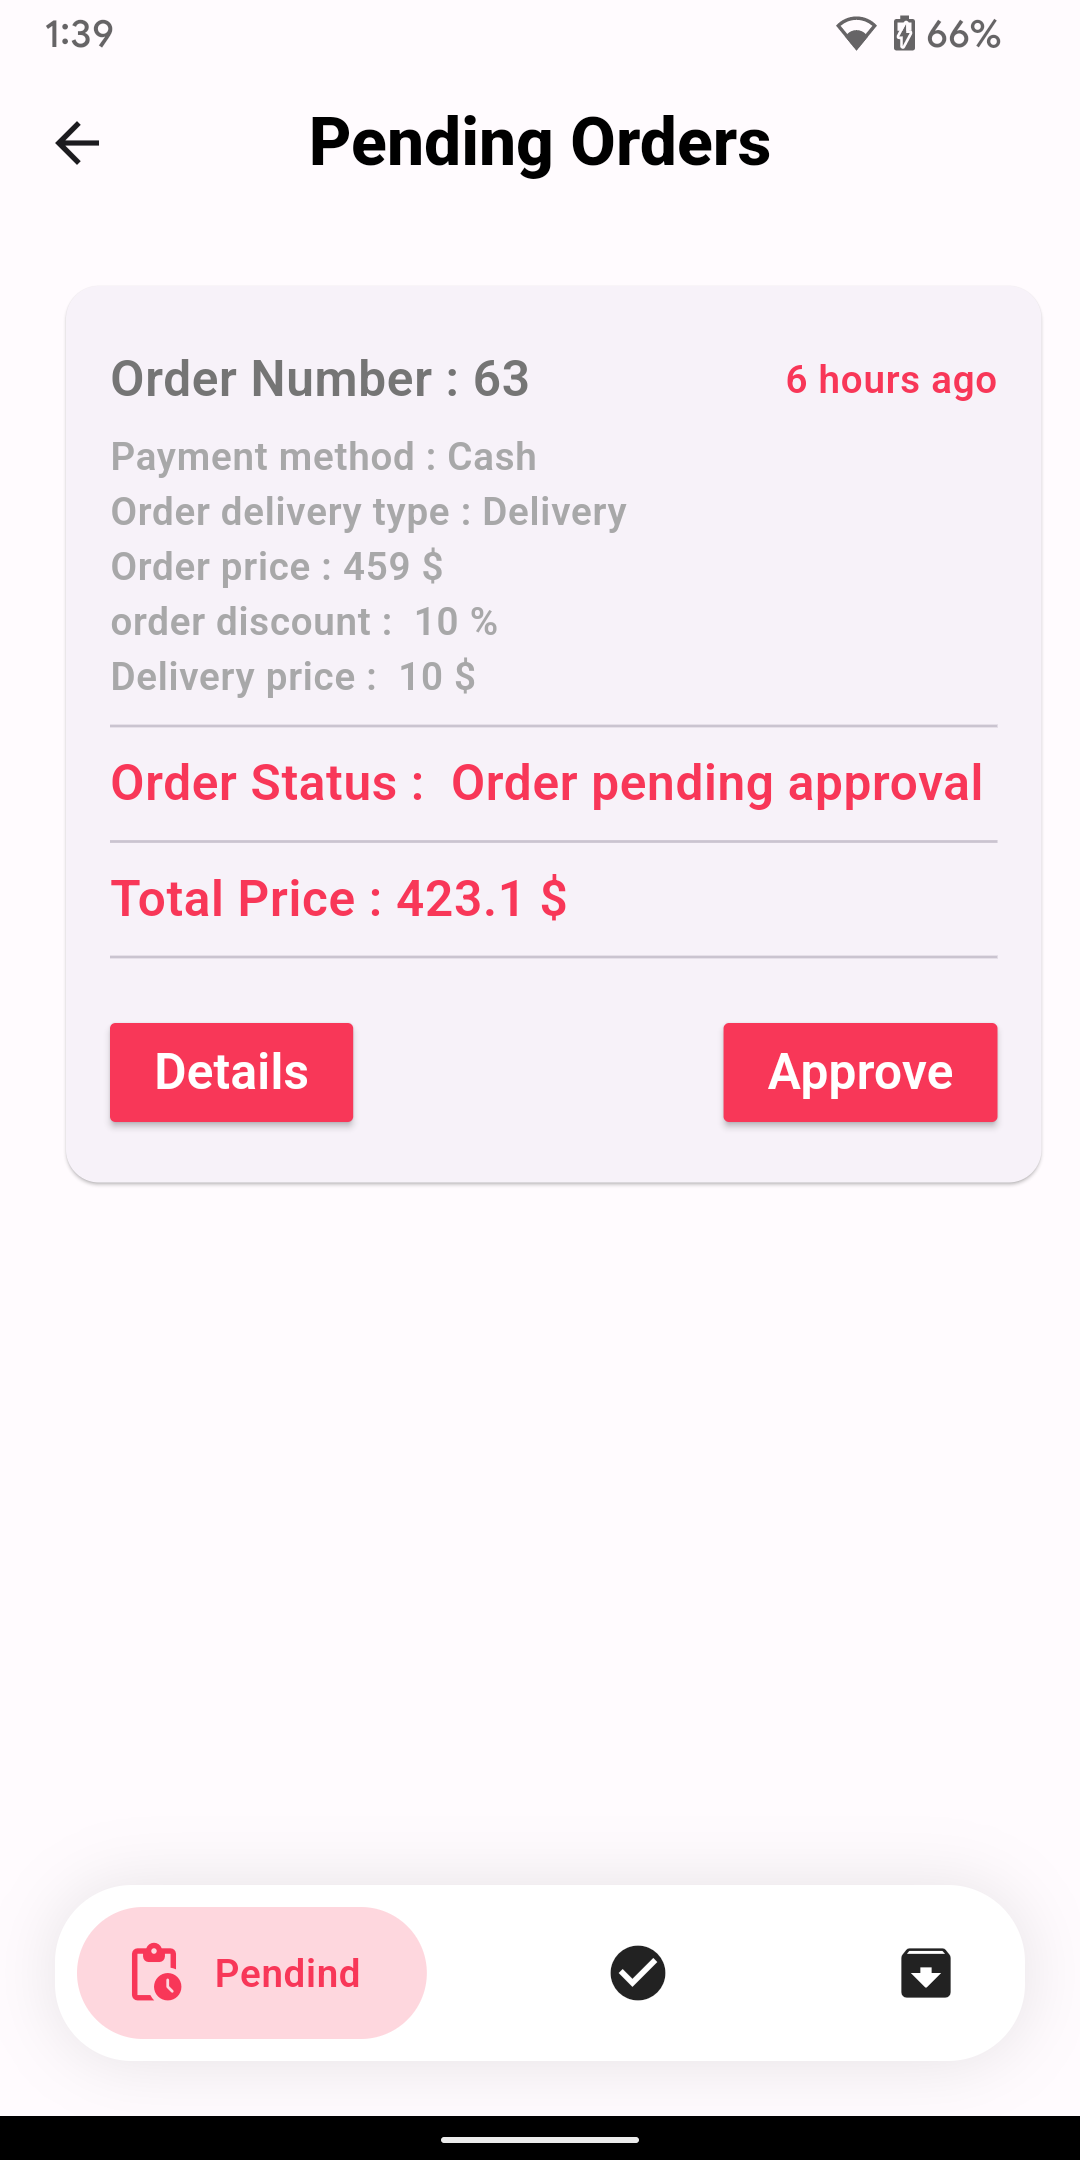 1:39 66%
Pending Orders
Order Number : 63 6 hours ago
Payment method : Cash
Order delivery type : Delivery
Order price : 459 $
order discount :  10 %
Delivery price :  10 $
Order Status :  Order pending approval
Total Price : 423.1 $
Details Approve
Pendind